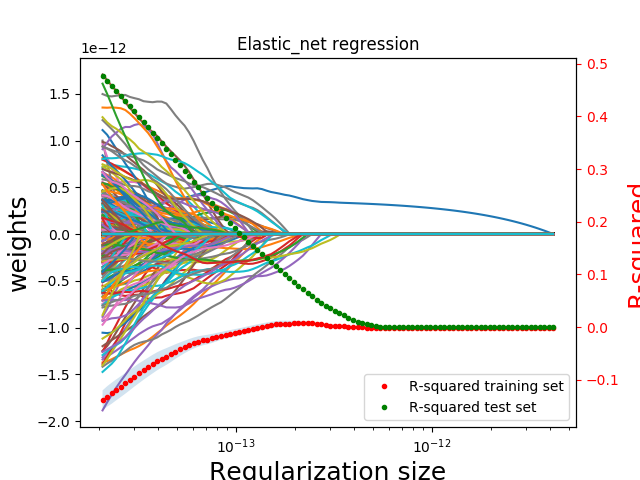 Elastic_net regression
1e−12
1.5
1.0
0.5
0.0
−0.5
−1.0
−1.5
−2.0
weights
0.5
0.4
0.3
0.2
0.1
0.0
−0.1
R-squared
R-squared training set
R-squared test set
10⁻¹³
10⁻¹²
Regularization size